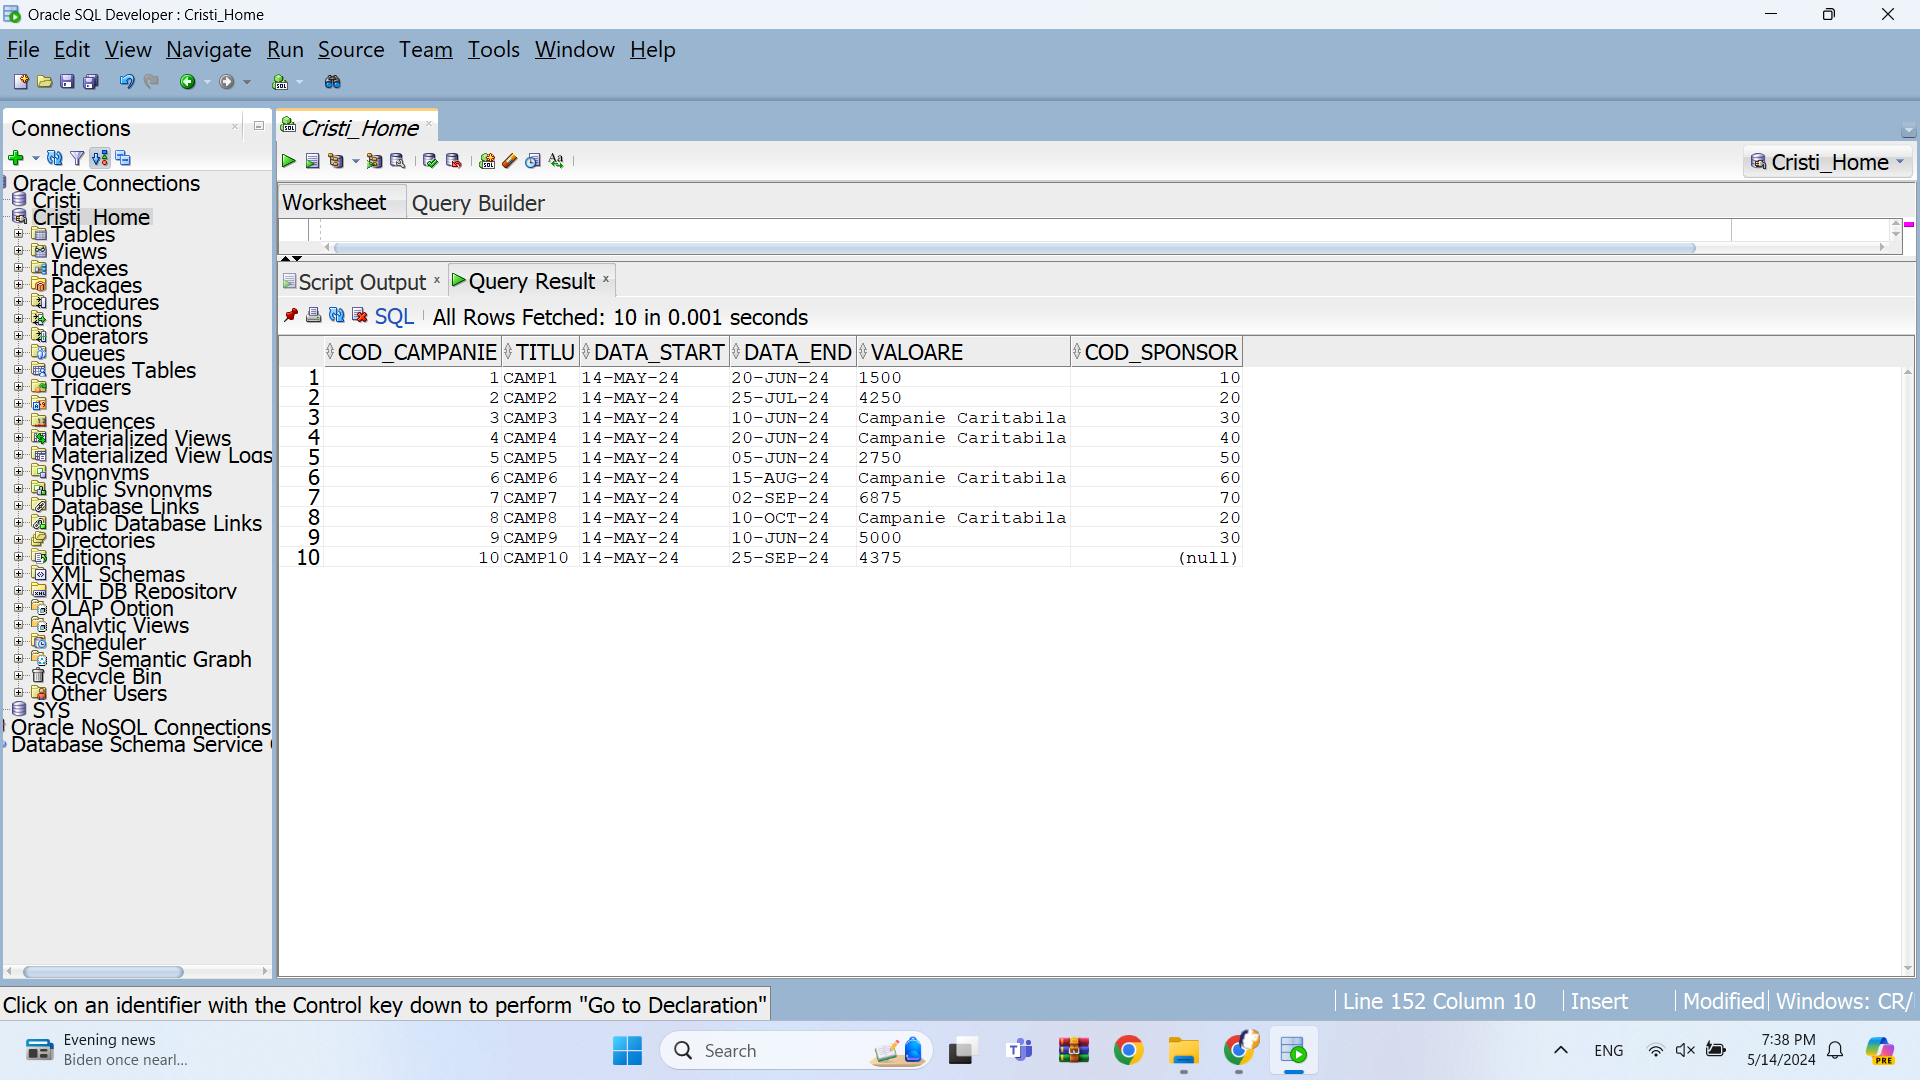 Oracle SQL Developer : Cristi_Home
File Edit View Navigate Run Source Team Tools Window Help
Connections
Cristi_Home
Cristi_Home
Worksheet Query Builder
Oracle Connections
Cristi
Cristi_Home
Tables
Views
Indexes
Packages
Procedures
Functions
Operators
Queues
Queues Tables
Triggers
Types
Sequences
Materialized Views
Materialized View Logs
Synonyms
Public Synonyms
Database Links
Public Database Links
Directories
Editions
XML Schemas
XML DB Repository
OLAP Option
Analytic Views
Scheduler
RDF Semantic Graph
Recycle Bin
Other Users
SYS
Oracle NoSQL Connections
Database Schema Service
Script Output Query Result
SQL All Rows Fetched: 10 in 0.001 seconds
COD_CAMPANIE TITLU DATA_START DATA_END VALOARE COD_SPONSOR
1 1 CAMP1 14-MAY-24 20-JUN-24 1500 10
2 2 CAMP2 14-MAY-24 25-JUL-24 4250 20
3 3 CAMP3 14-MAY-24 10-JUN-24 Campanie Caritabila 30
4 4 CAMP4 14-MAY-24 20-JUN-24 Campanie Caritabila 40
5 5 CAMP5 14-MAY-24 05-JUN-24 2750 50
6 6 CAMP6 14-MAY-24 15-AUG-24 Campanie Caritabila 60
7 7 CAMP7 14-MAY-24 02-SEP-24 6875 70
8 8 CAMP8 14-MAY-24 10-OCT-24 Campanie Caritabila 20
9 9 CAMP9 14-MAY-24 10-JUN-24 5000 30
10 10 CAMP10 14-MAY-24 25-SEP-24 4375 (null)
Click on an identifier with the Control key down to perform "Go to Declaration"
Line 152 Column 10 Insert Modified Windows: CR/
Evening news
Biden once nearl...
Search
ENG
7:38 PM
5/14/2024
PRE